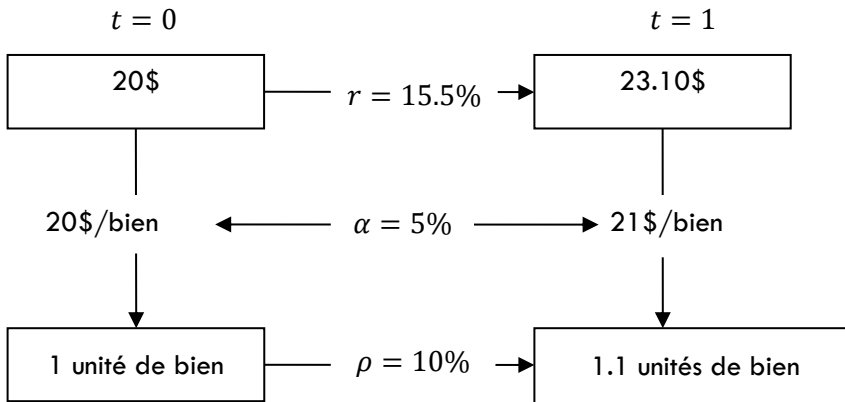 𝑡 = 0 𝑡 = 1
20$ 𝑟 = 15.5% 23.10$
20$/bien 𝛼 = 5% 21$/bien
1 unité de bien 𝜌 = 10% 1.1 unités de bien